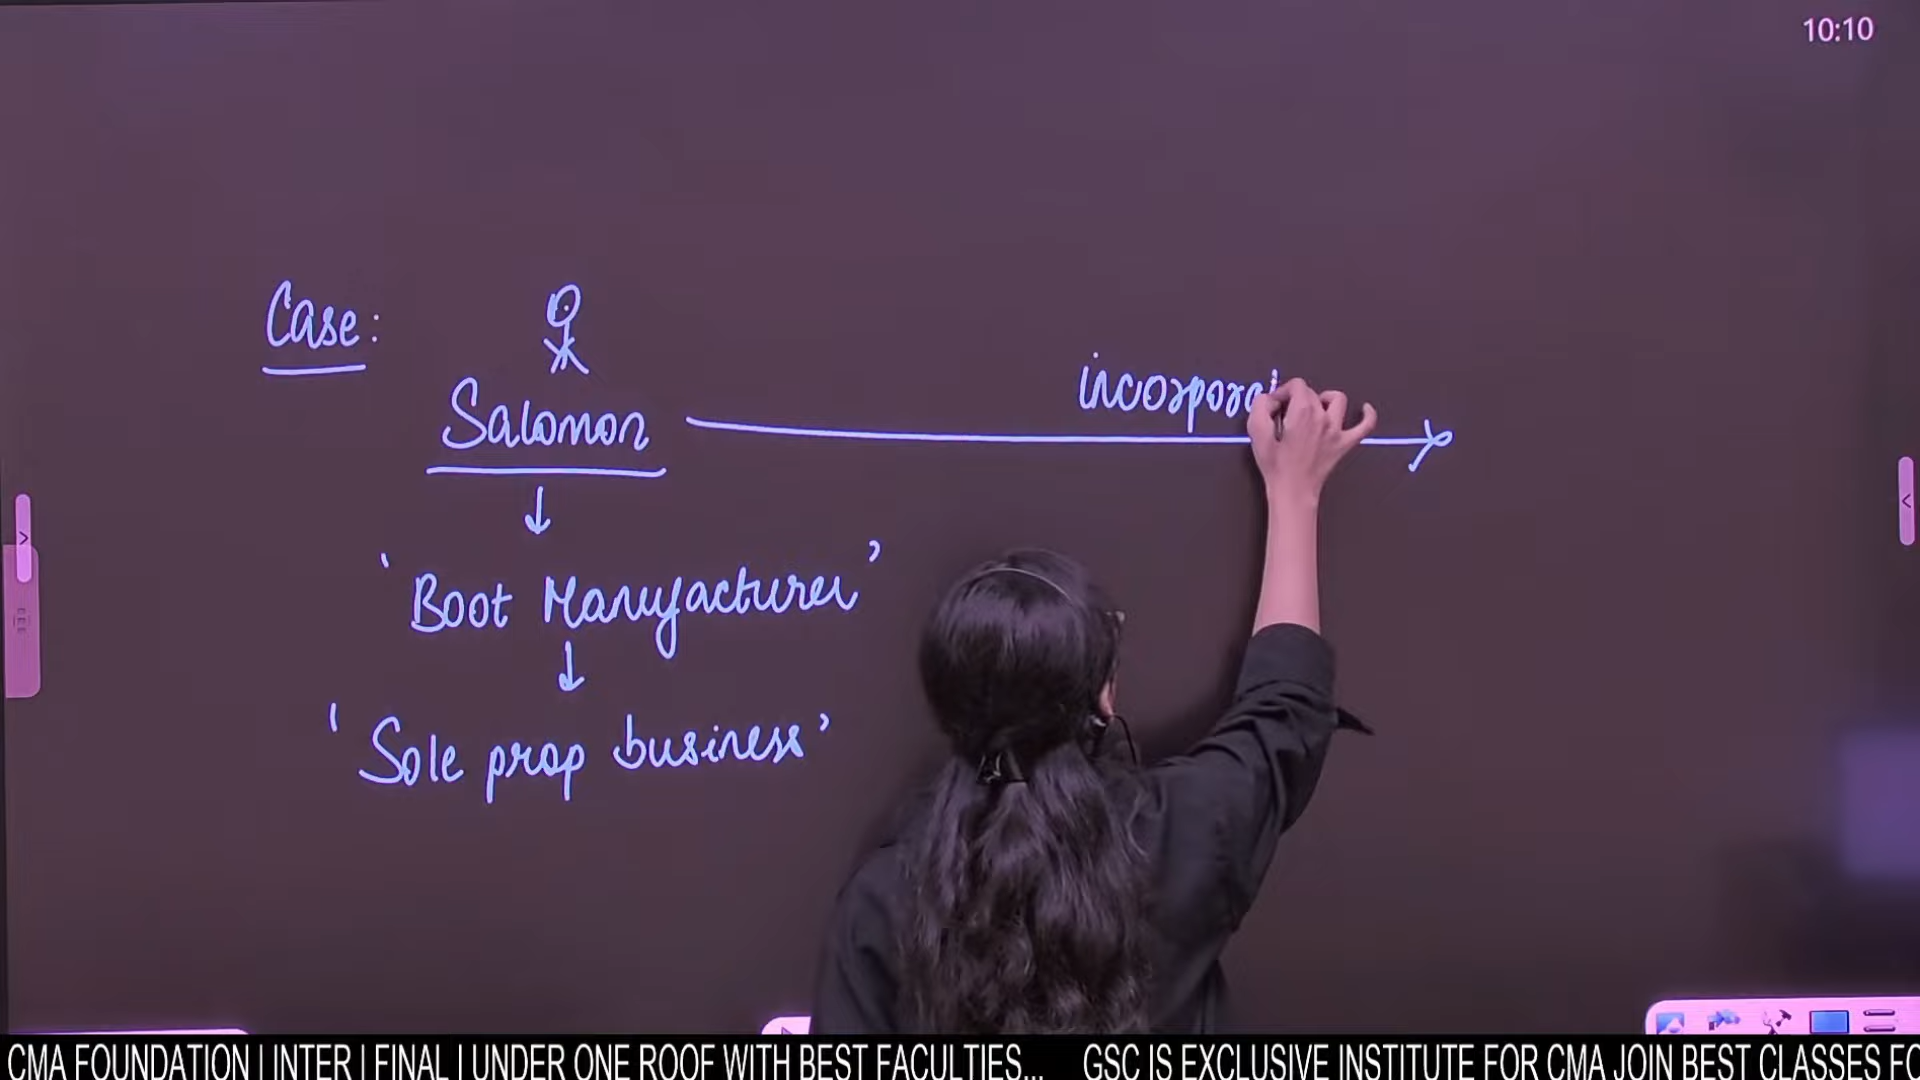 10:10
Case:
Salomon
incorporat
'Boot Manufacturer'
'Sole prop business'
CMA FOUNDATION | INTER | FINAL | UNDER ONE ROOF WITH BEST FACULTIES... GSC IS EXCLUSIVE INSTITUTE FOR CMA JOIN BEST CLASSES FO